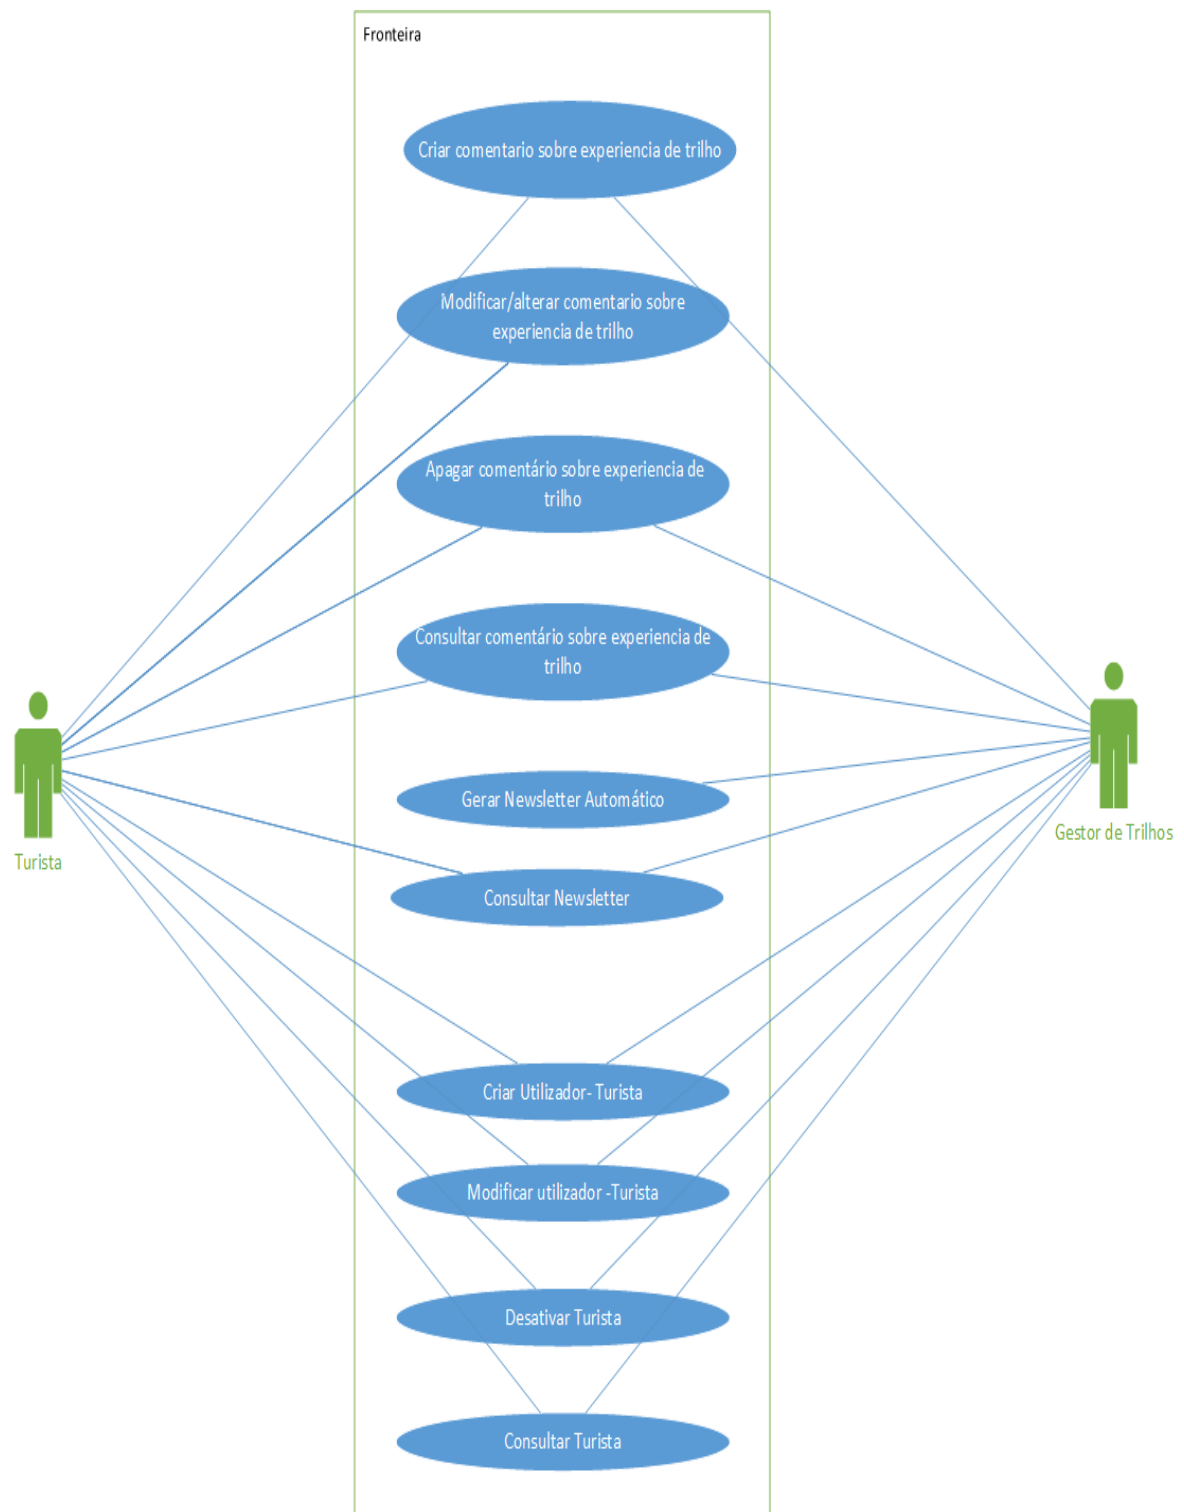 Fronteira
Criar comentario sobre experiencia de trilho
Modificar/alterar comentario sobre
experiencia de trilho
Apagar comentário sobre experiencia de
trilho
Consultar comentário sobre experiencia de
trilho
Gerar Newsletter Automático
Gestor de Trilhos
Turista
Consultar Newsletter
Criar Utilizador- Turista
Modificar utilizador -Turista
Desativar Turista
Consultar Turista